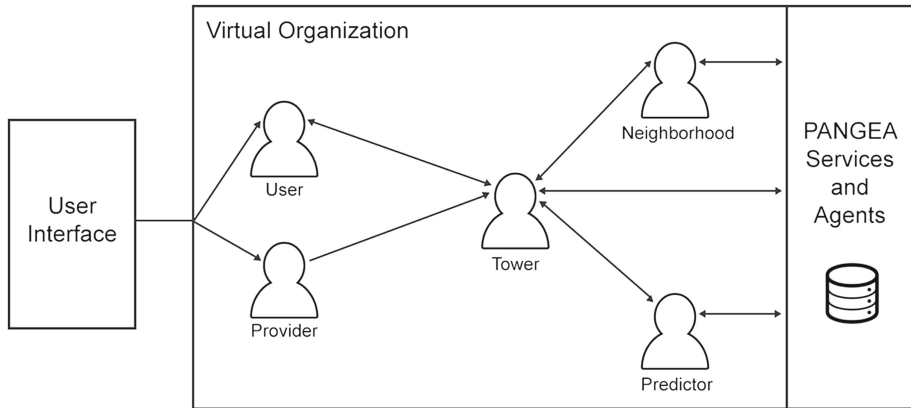 Virtual Organization
User
Interface
User
Provider
Tower
Neighborhood
Predictor
PANGEA
Services
and
Agents